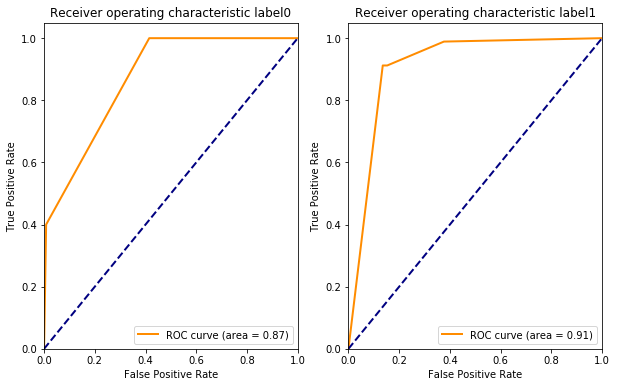 Receiver operating characteristic label0
True Positive Rate
1.0
0.8
0.6
0.4
0.2
0.0
0.0 0.2 0.4 0.6 0.8 1.0
False Positive Rate
ROC curve (area = 0.87)
Receiver operating characteristic label1
True Positive Rate
1.0
0.8
0.6
0.4
0.2
0.0
0.0 0.2 0.4 0.6 0.8 1.0
False Positive Rate
ROC curve (area = 0.91)